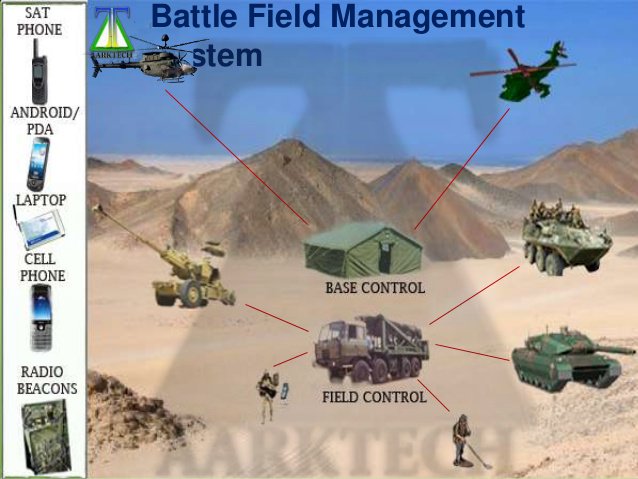 Battle Field Management
stem
SAT
PHONE
AARKTECH
ANDROID/
PDA
LAPTOP
CELL
PHONE
RADIO
BEACONS
BASE CONTROL
FIELD CONTROL
AARKTECH